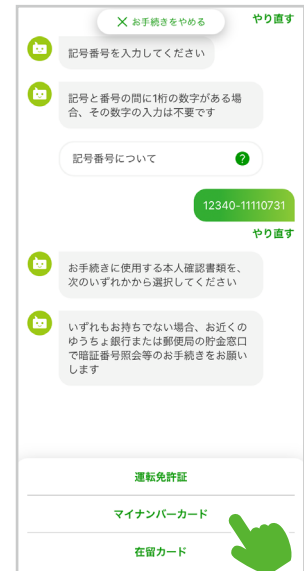 × お手続きをやめる
やり直す
記号番号を入力してください
記号と番号の間に1桁の数字がある場
合、その数字の入力は不要です
記号番号について ?
12340-11110731
やり直す
お手続きに使用する本人確認書類を、
次のいずれかから選択してください
いずれもお持ちでない場合、お近くの
ゆうちょ銀行または郵便局の貯金窓口
で暗証番号照会等のお手続きをお願い
します
運転免許証
マイナンバーカード
在留カード